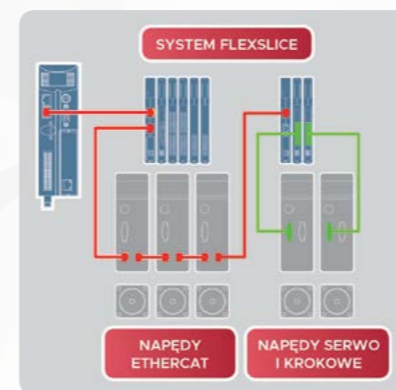 SYSTEM FLEXSLICE
NAPĘDY
ETHERCAT
NAPĘDY SERWO
I KROKOWE